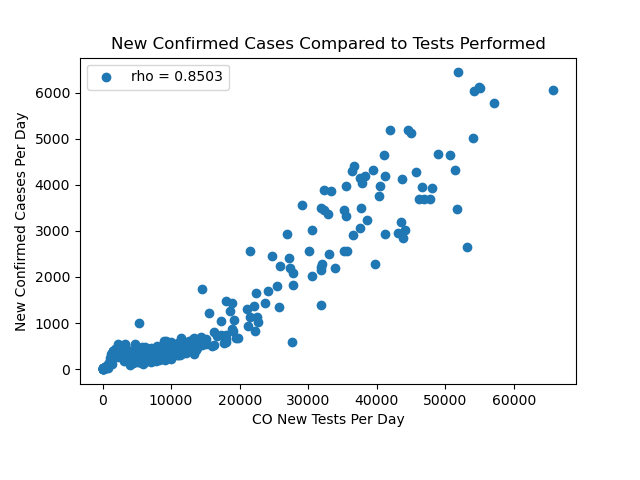 New Confirmed Cases Compared to Tests Performed
rho = 0.8503
6000
5000
4000
3000
2000
1000
0
New Confirmed Caeses Per Day
0 10000 20000 30000 40000 50000 60000
CO New Tests Per Day